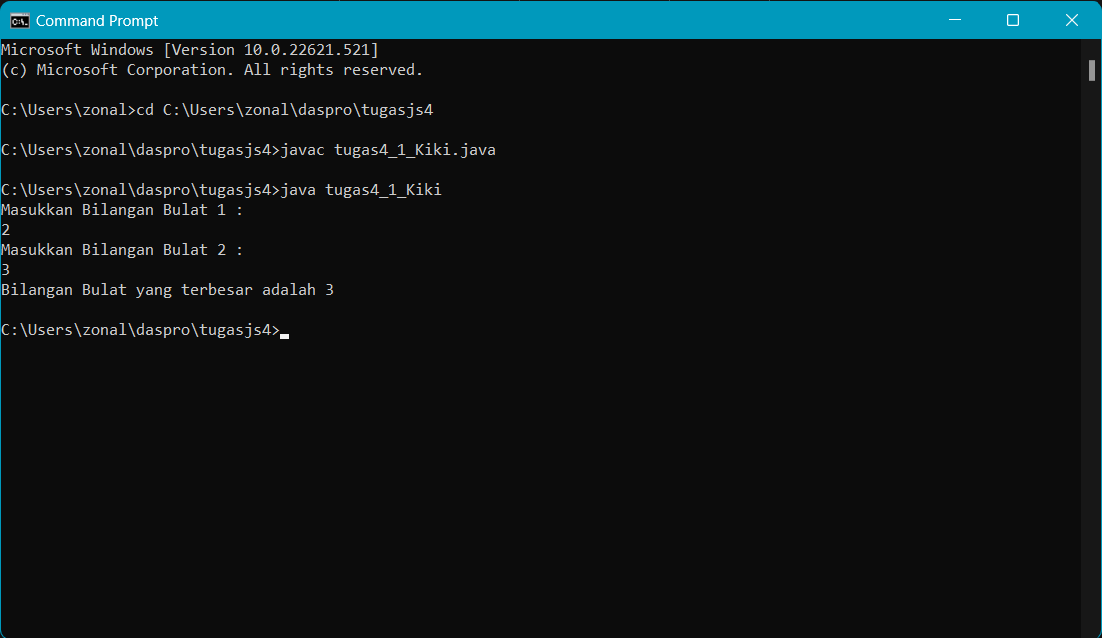 Command Prompt
Microsoft Windows [Version 10.0.22621.521]
(c) Microsoft Corporation. All rights reserved.
C:\Users\zonal>cd C:\Users\zonal\daspro\tugasjs4
C:\Users\zonal\daspro\tugasjs4>javac tugas4_1_Kiki.java
C:\Users\zonal\daspro\tugasjs4>java tugas4_1_Kiki
Masukkan Bilangan Bulat 1 :
2
Masukkan Bilangan Bulat 2 :
3
Bilangan Bulat yang terbesar adalah 3
C:\Users\zonal\daspro\tugasjs4>